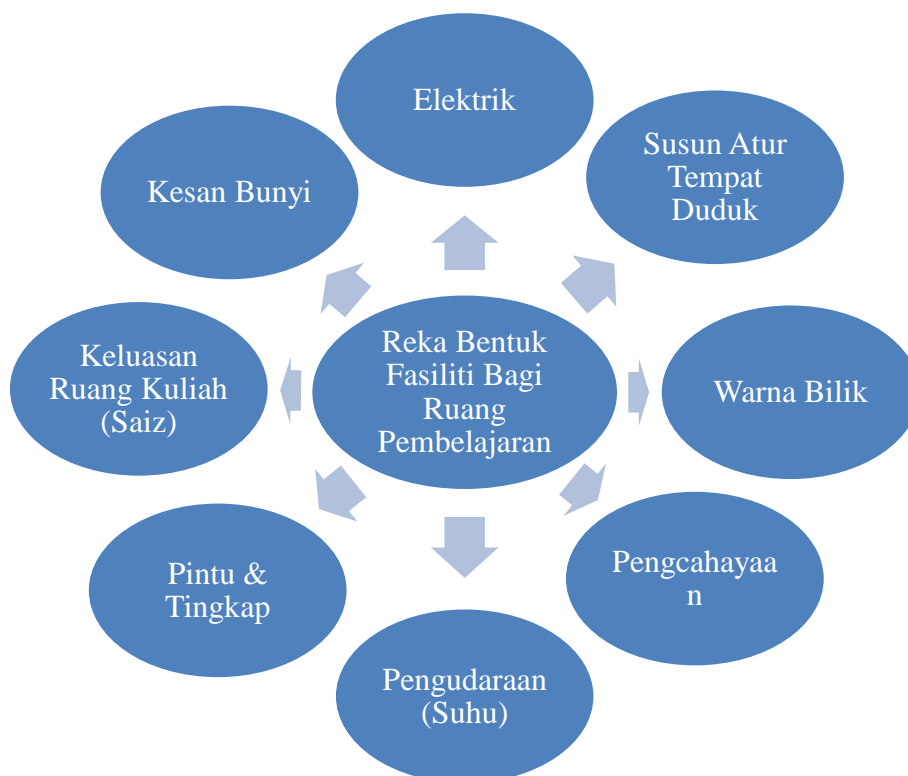 Elektrik
Susun Atur
Tempat
Duduk
Kesan Bunyi
Keluasan
Ruang Kuliah
(Saiz)
Reka Bentuk
Fasiliti Bagi
Ruang
Pembelajaran
Warna Bilik
Pintu &
Tingkap
Pengcahayaa
n
Pengudaraan
(Suhu)